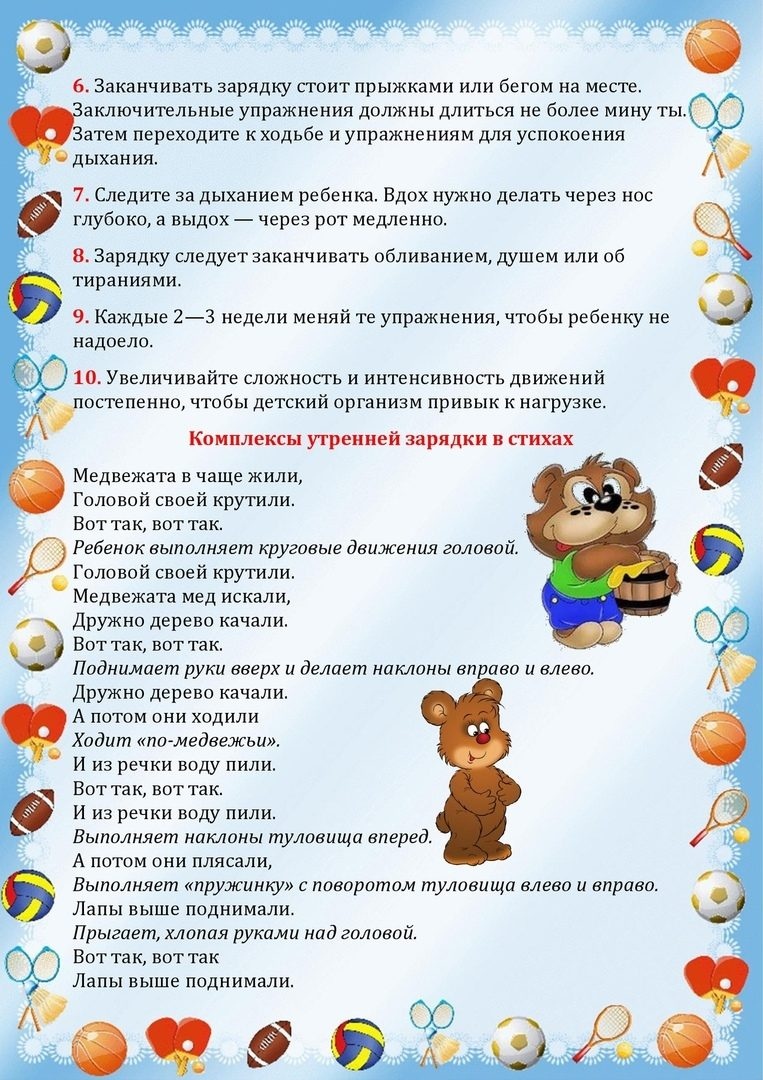 6. Заканчивать зарядку стоит прыжками или бегом на месте.
Заключительные упражнения должны длиться не более мину ты.
Затем переходите к ходьбе и упражнениям для успокоения
дыхания.
7. Следите за дыханием ребенка. Вдох нужно делать через нос
глубоко, а выдох — через рот медленно.
8. Зарядку следует заканчивать обливанием, душем или об
тираниями.
9. Каждые 2—3 недели меняй те упражнения, чтобы ребенку не
надоело.
10. Увеличивайте сложность и интенсивность движений
постепенно, чтобы детский организм привык к нагрузке.
Комплексы утренней зарядки в стихах
Медвежата в чаще жили,
Головой своей крутили.
Вот так, вот так.
Ребенок выполняет круговые движения головой.
Головой своей крутили.
Медвежата мед искали,
Дружно дерево качали.
Вот так, вот так.
Поднимает руки вверх и делает наклоны вправо и влево.
Дружно дерево качали.
А потом они ходили
Ходит «по-медвежьи».
И из речки воду пили.
Вот так, вот так.
И из речки воду пили.
Выполняет наклоны туловища вперед.
А потом они плясали,
Выполняет «пружинку» с поворотом туловища влево и вправо.
Лапы выше поднимали.
Прыгает, хлопая руками над головой.
Вот так, вот так
Лапы выше поднимали.